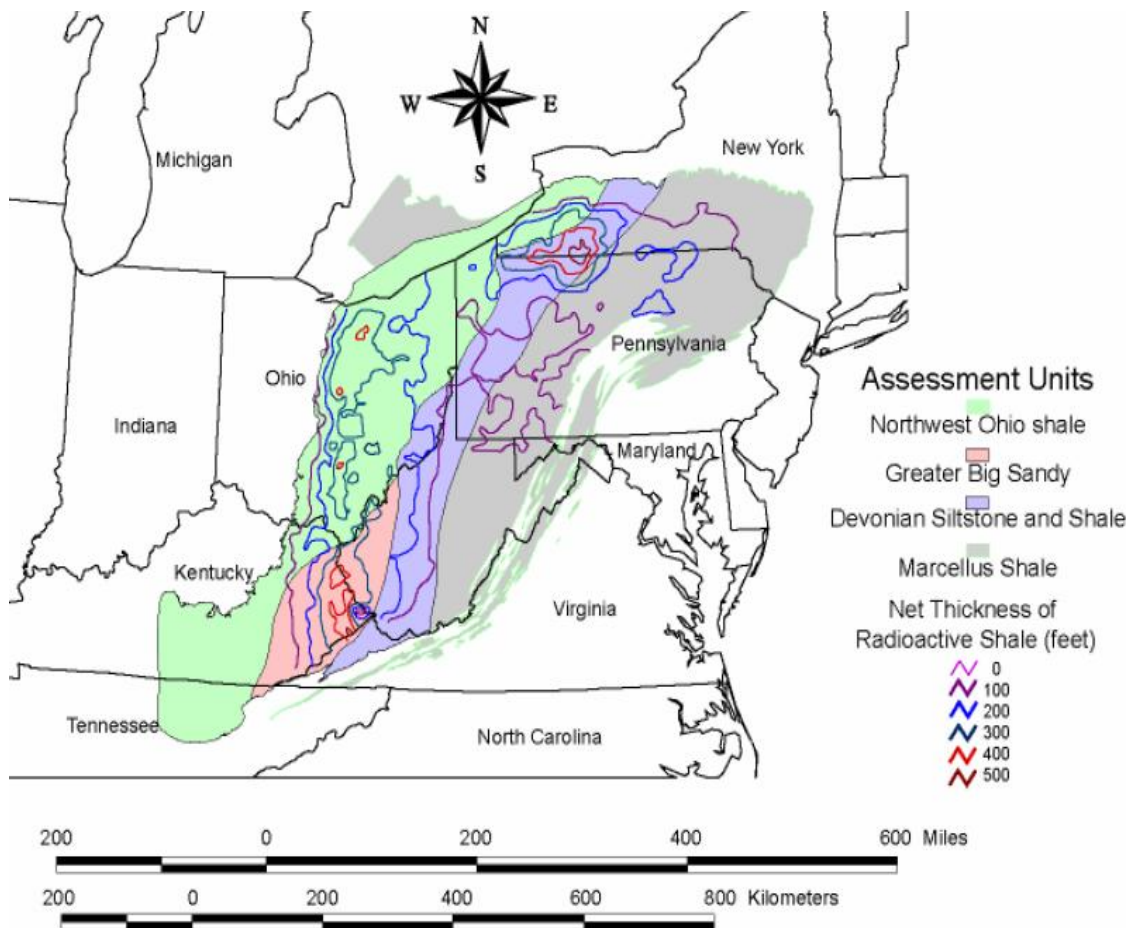 N
W
E
S
Michigan
New York
Ohio
Pennsylvania
Indiana
Maryland
Kentucky
Virginia
Tennessee
North Carolina
Assessment Units
Northwest Ohio shale
Greater Big Sandy
Devonian Siltstone and Shale
Marcellus Shale
Net Thickness of
Radioactive Shale (feet)
0
100
200
300
400
500
200 0 200 400 600 Miles
200 0 200 400 600 800 Kilometers